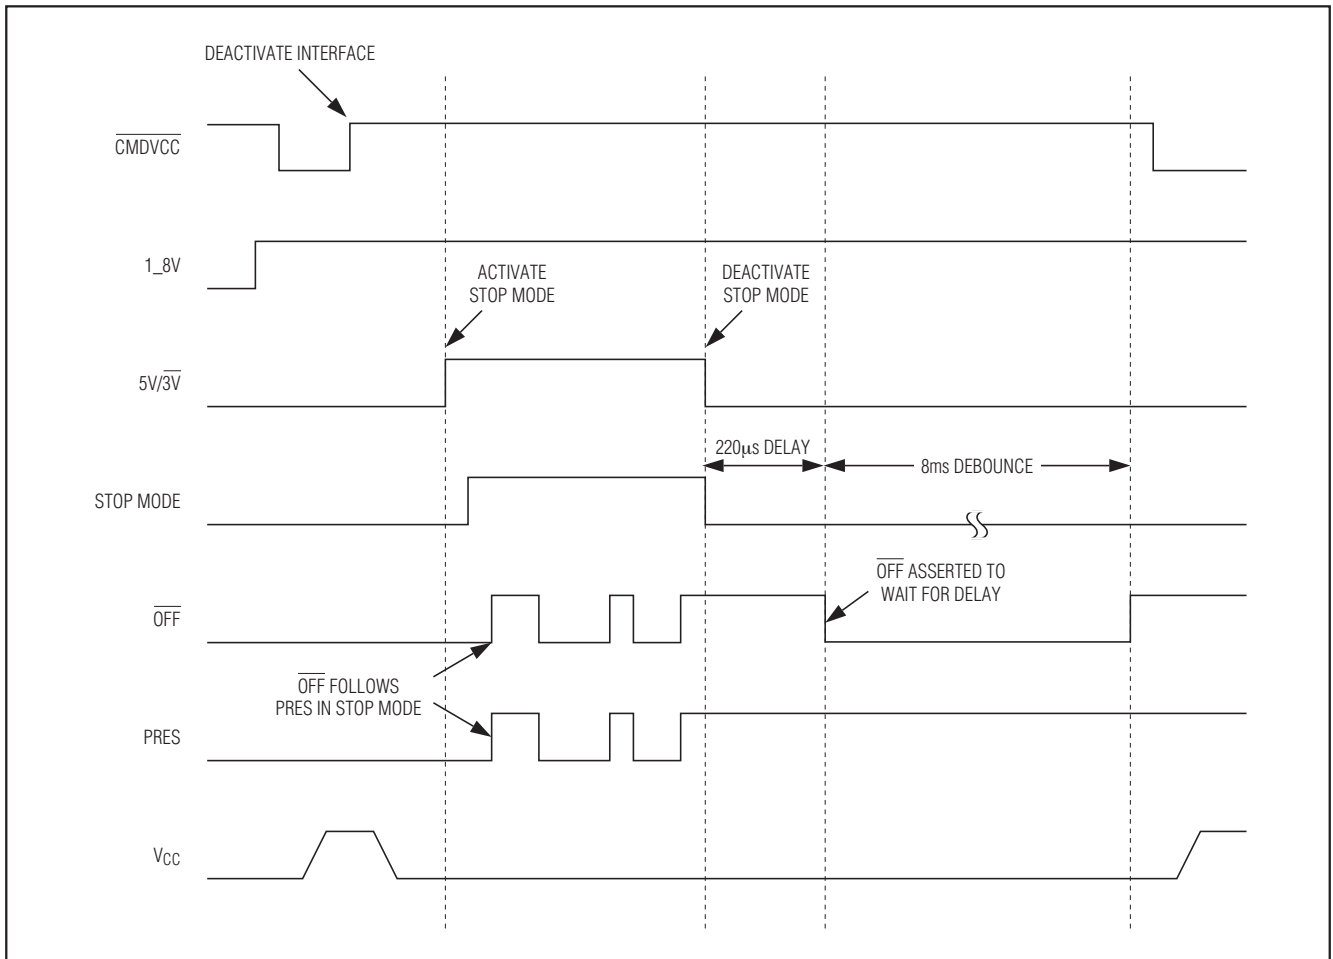 DEACTIVATE INTERFACE
CMDVCC
1_8V
ACTIVATE
STOP MODE
DEACTIVATE
STOP MODE
5V/3V
220μs DELAY
8ms DEBOUNCE
STOP MODE
OFF ASSERTED TO
WAIT FOR DELAY
OFF
OFF FOLLOWS
PRES IN STOP MODE
PRES
VCC